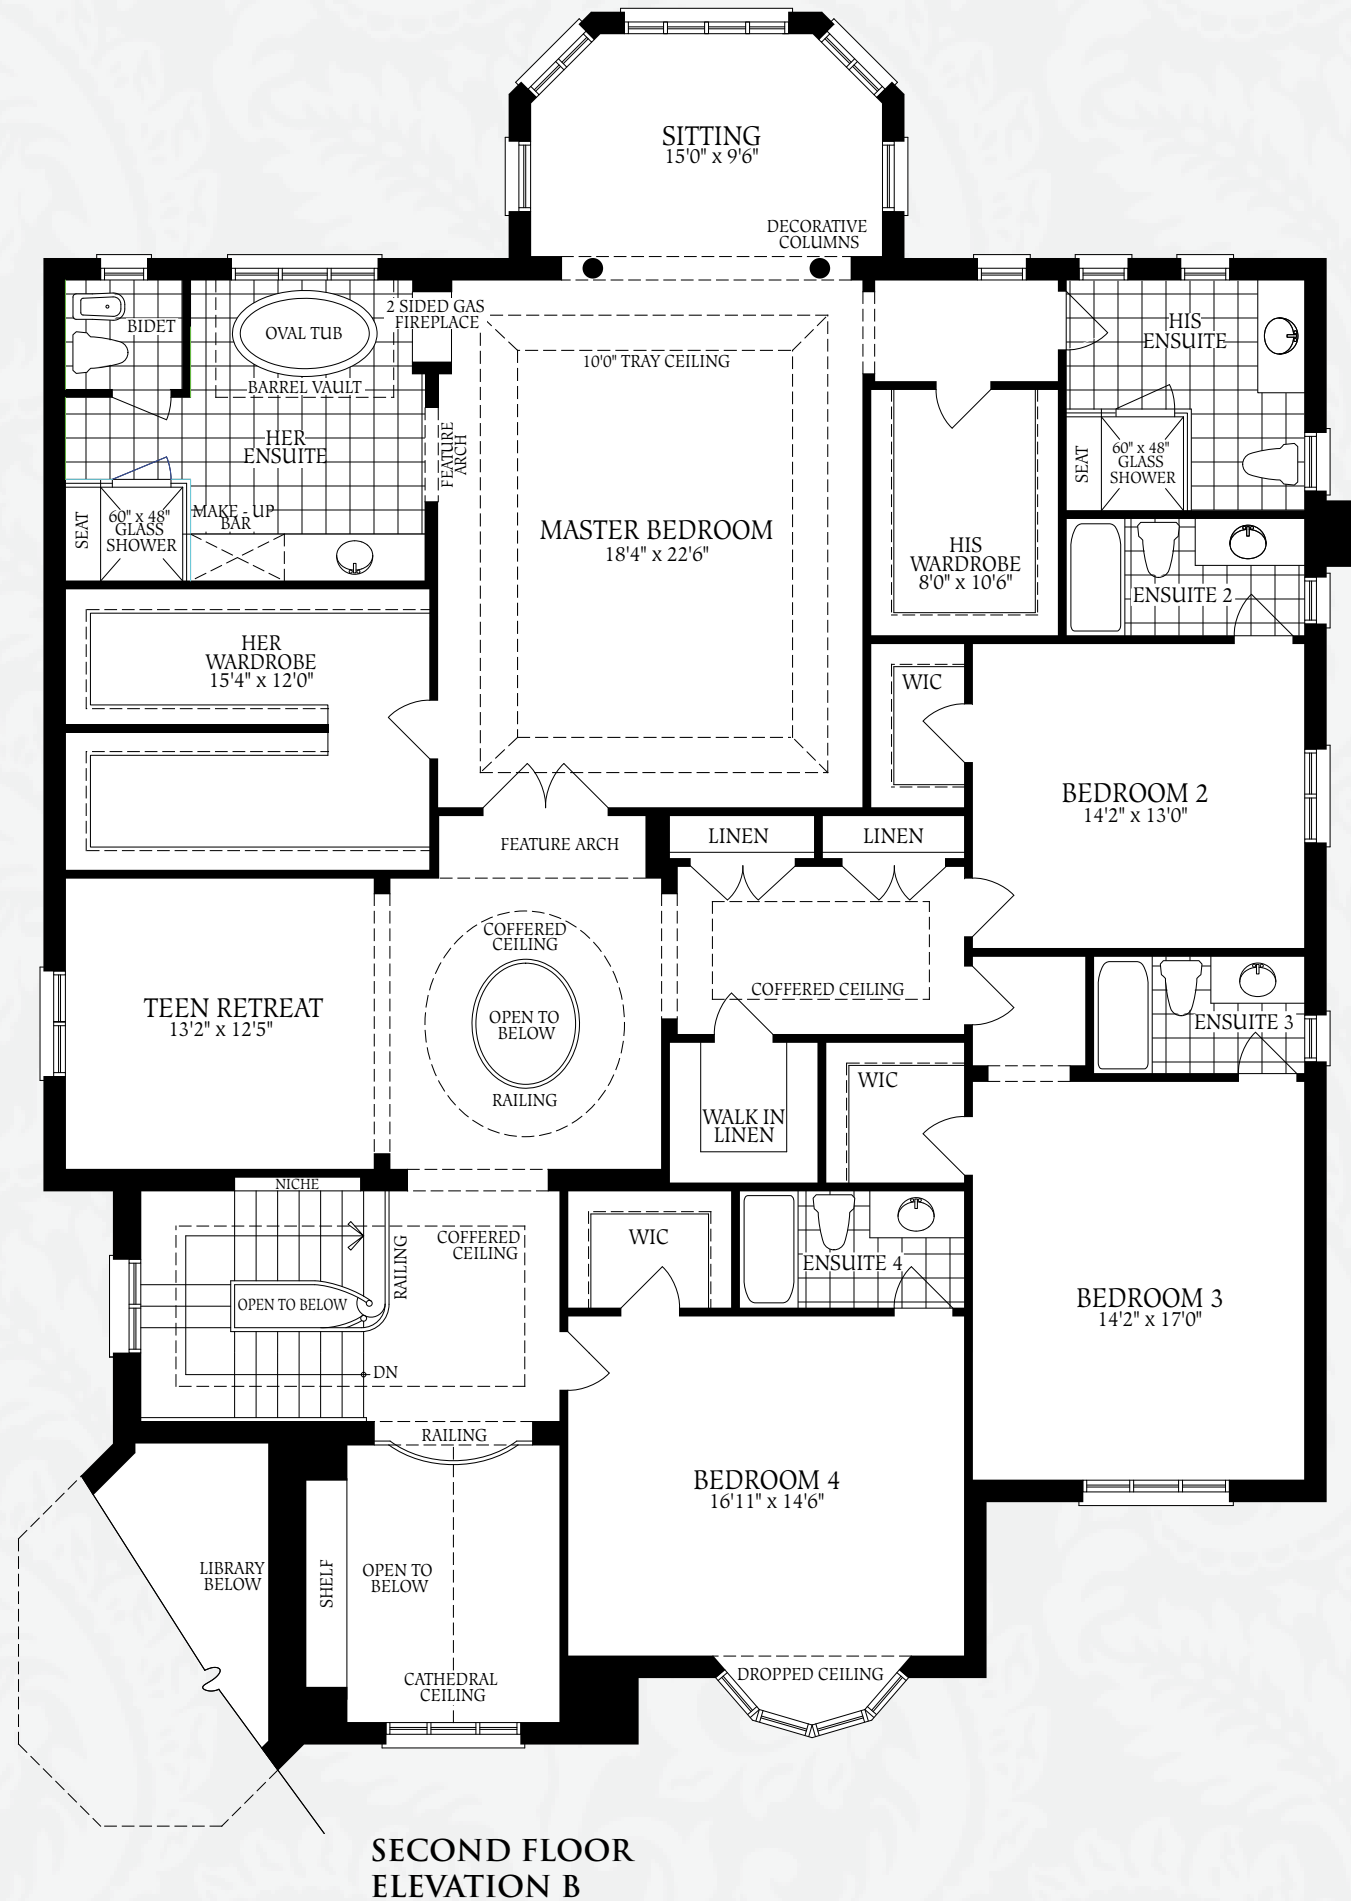 SITTING
15'0" x 9'6"
DECORATIVE
COLUMNS
2 SIDED GAS
FIREPLACE
BIDET
OVAL TUB
BARREL VAULT
10'0" TRAY CEILING
HIS
ENSUITE
HER
ENSUITE
FEATURE
ARCH
SEAT
60" x 48"
GLASS
SHOWER
SEAT
60" x 48"
GLASS
SHOWER
MAKE - UP
BAR
MASTER BEDROOM
18'4" x 22'6"
HIS
WARDROBE
8'0" x 10'6"
ENSUITE 2
HER
WARDROBE
15'4" x 12'0"
WIC
BEDROOM 2
14'2" x 13'0"
FEATURE ARCH
LINEN
LINEN
COFFERED
CEILING
COFFERED CEILING
TEEN RETREAT
13'2" x 12'5"
OPEN TO
BELOW
RAILING
ENSUITE 3
WALK IN
LINEN
WIC
NICHE
RAILING
COFFERED
CEILING
WIC
ENSUITE 4
OPEN TO BELOW
DN
BEDROOM 3
14'2" x 17'0"
RAILING
BEDROOM 4
16'11" x 14'6"
LIBRARY
BELOW
SHELF
OPEN TO
BELOW
CATHEDRAL
CEILING
DROPPED CEILING
SECOND FLOOR
ELEVATION B